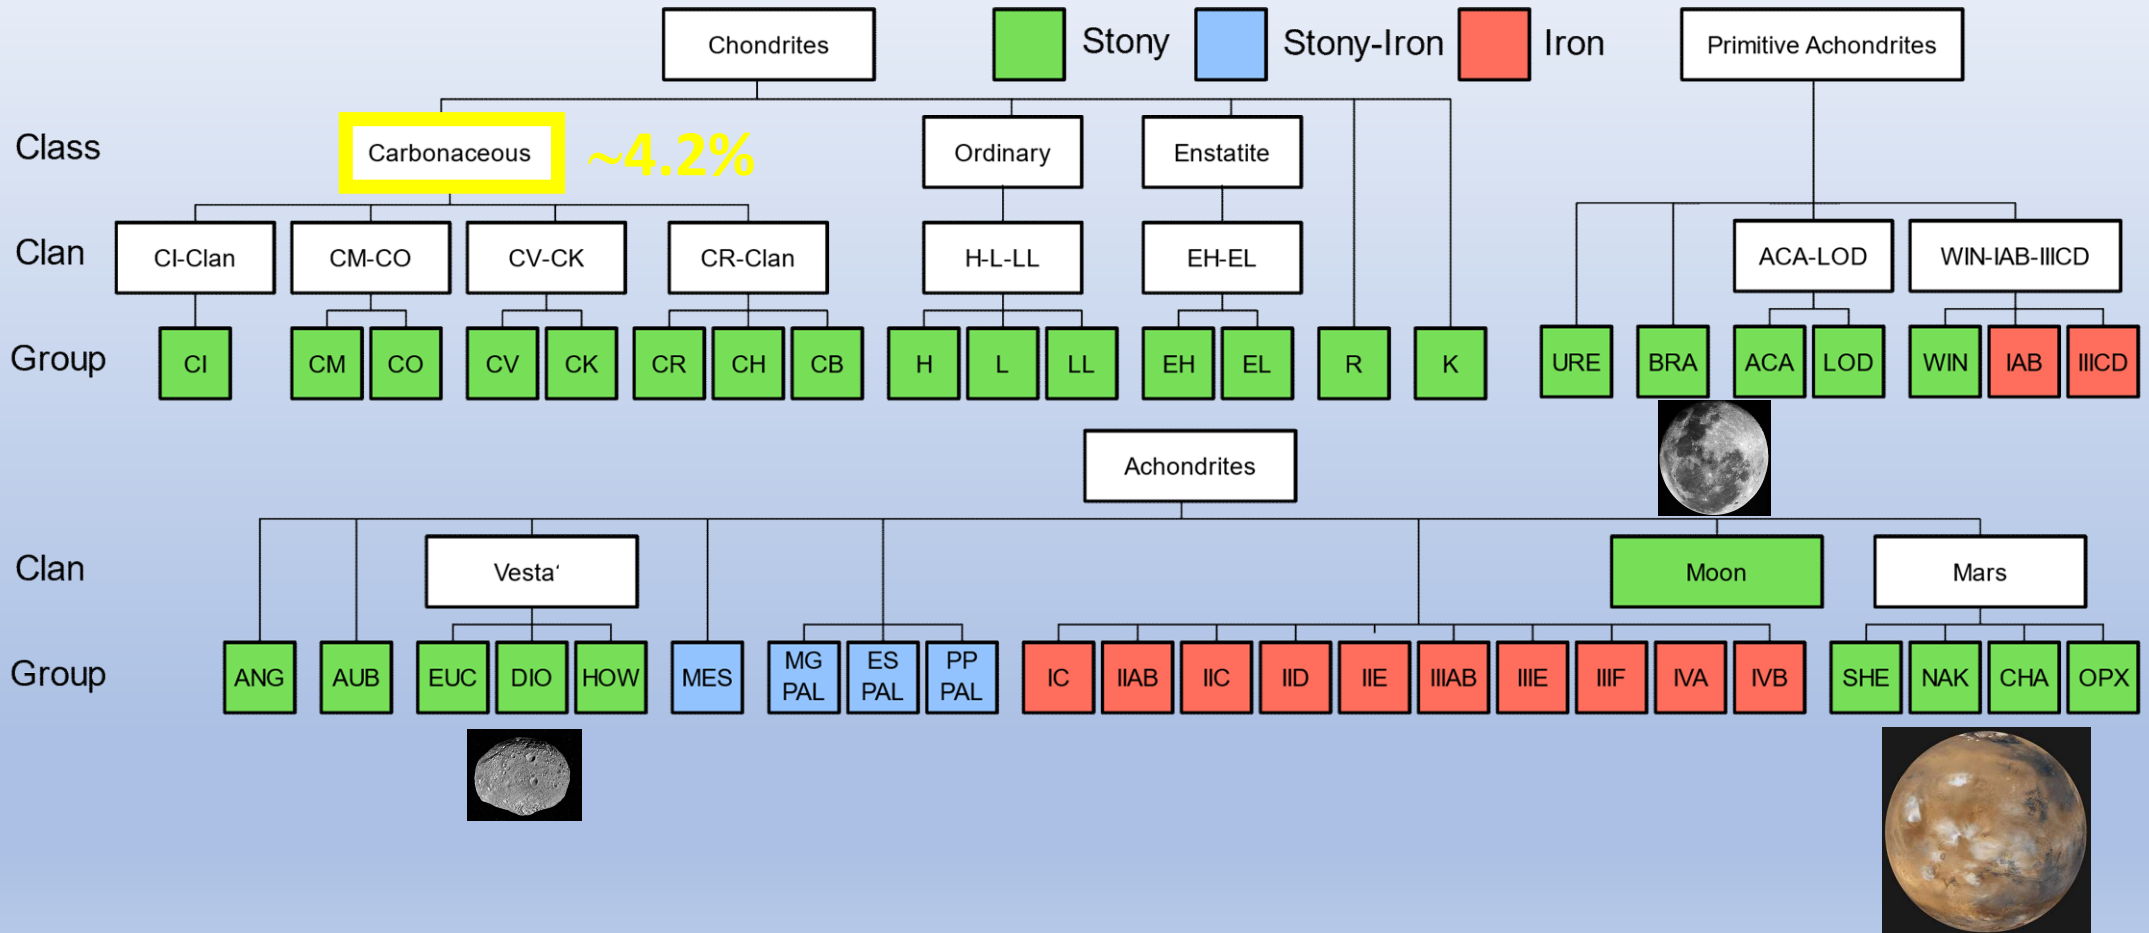 Chondrites
Stony
Stony-Iron
Iron
Primitive Achondrites
Class
Carbonaceous
~4.2%
Ordinary
Enstatite
Clan
CI-Clan
CM-CO
CV-CK
CR-Clan
H-L-LL
EH-EL
ACA-LOD
WIN-IAB-IIICD
Group
CI
CM
CO
CV
CK
CR
CH
CB
H
L
LL
EH
EL
R
K
URE
BRA
ACA
LOD
WIN
IAB
IIICD
Achondrites
Clan
Vesta'
Moon
Mars
Group
ANG
AUB
EUC
DIO
HOW
MES
MG
PAL
ES
PAL
PP
PAL
IC
IIAB
IIC
IID
IIE
IIIAB
IIIE
IIIF
IVA
IVB
SHE
NAK
CHA
OPX